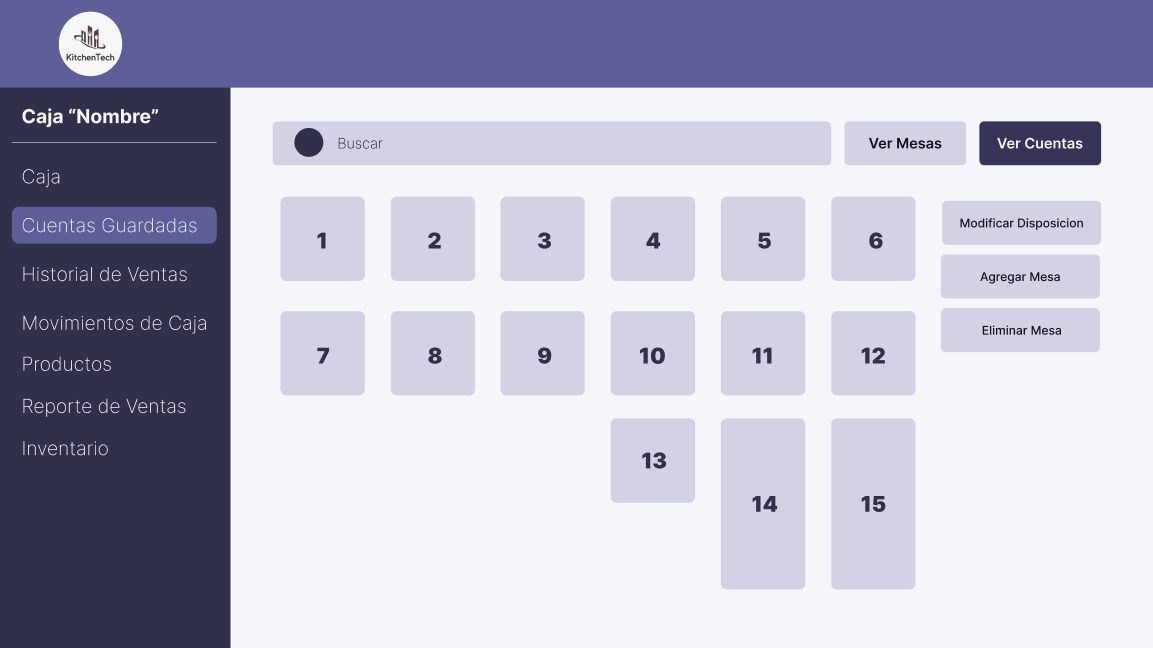 KitchenTech
Caja “Nombre”
Caja
Cuentas Guardadas
Historial de Ventas
Movimientos de Caja
Productos
Reporte de Ventas
Inventario
Buscar
Ver Mesas
Ver Cuentas
1
2
3
4
5
6
Modificar Disposicion
Agregar Mesa
Eliminar Mesa
7
8
9
10
11
12
13
14
15